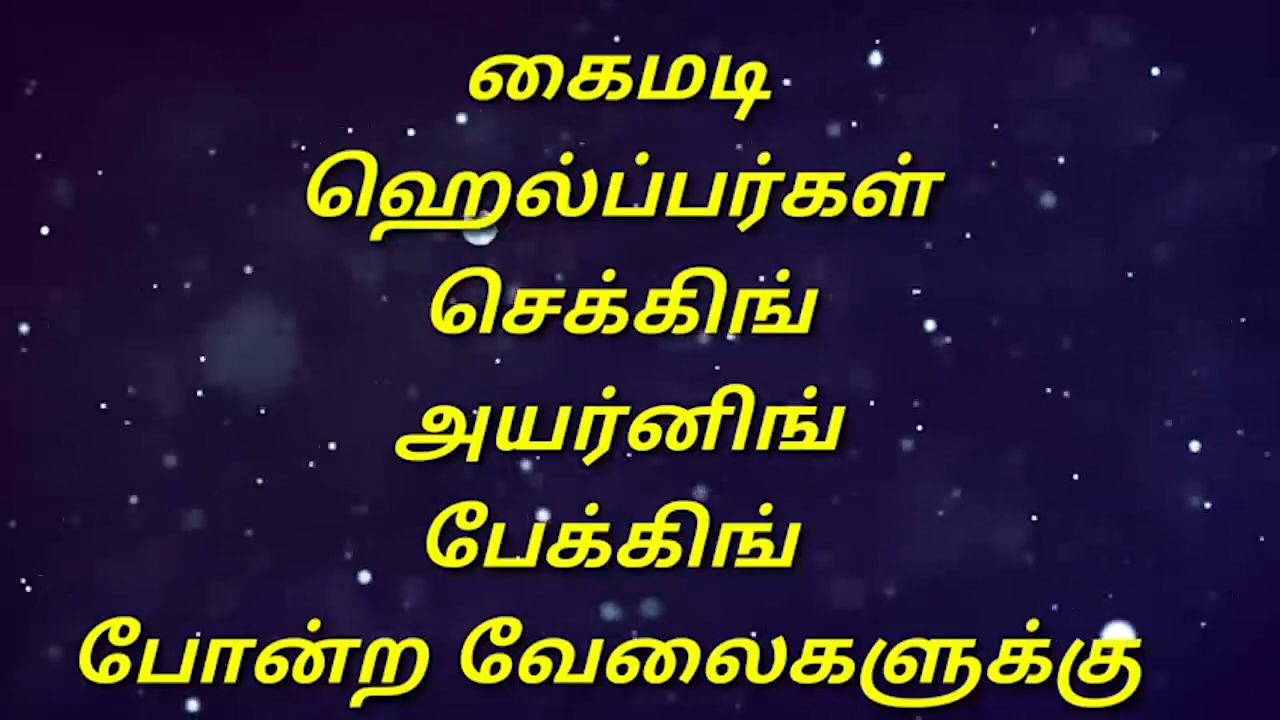 கைமடி
ஹெல்ப்பர்கள்
செக்கிங்
அயர்னிங்
பேக்கிங்
போன்ற வேலைகளுக்கு